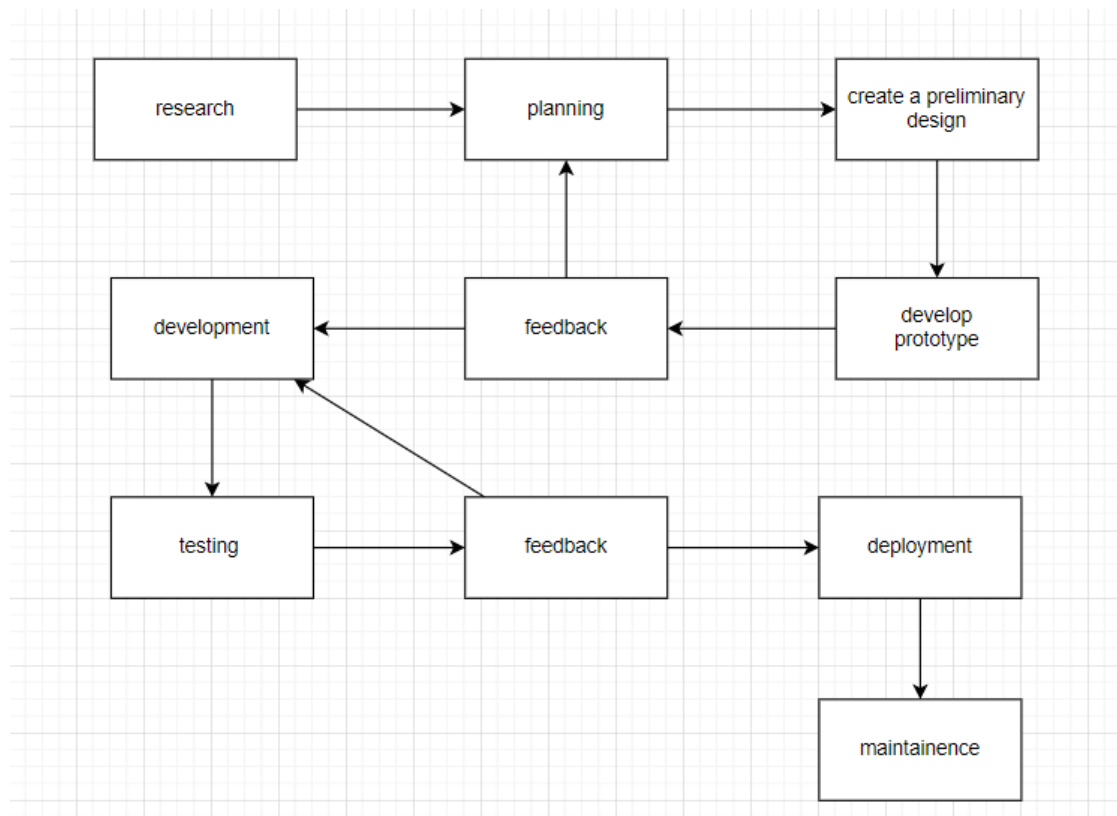 research
planning
create a preliminary
design
development
feedback
develop
prototype
testing
feedback
deployment
maintainence